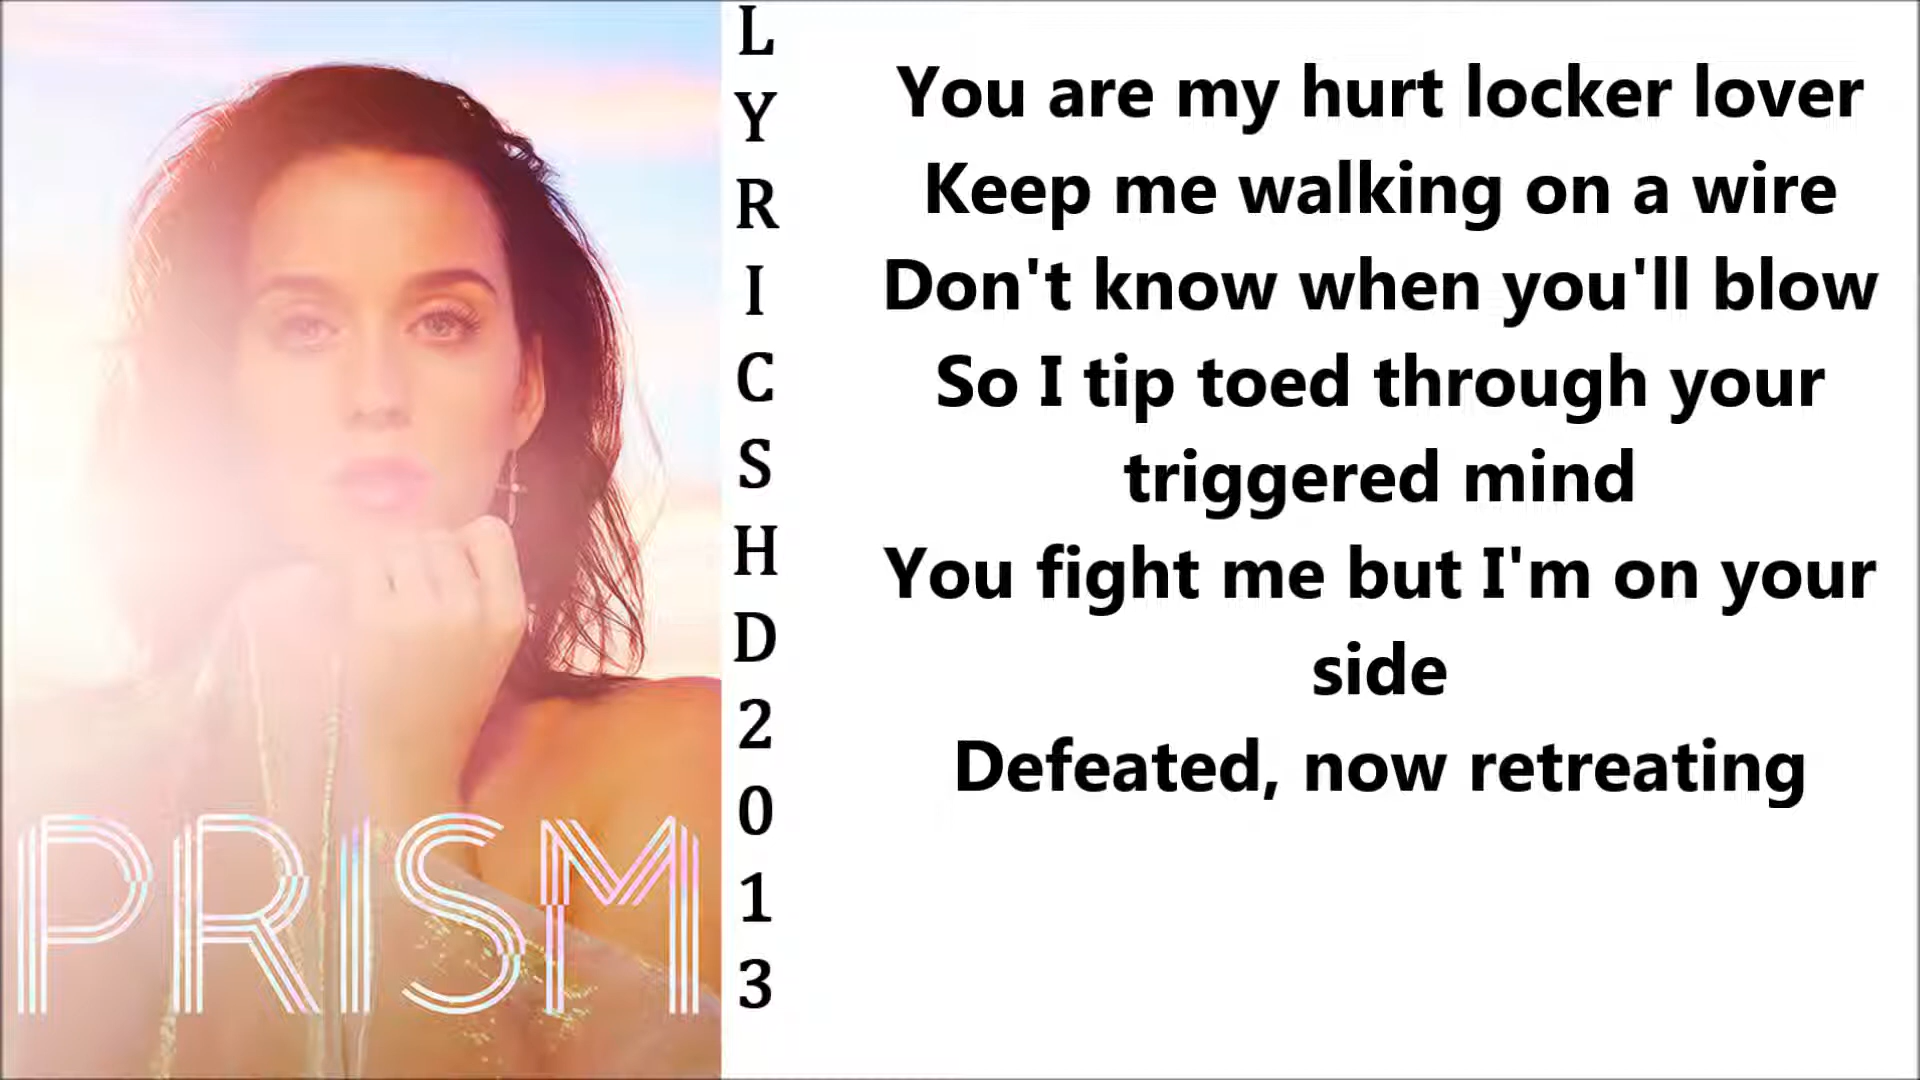 PRISM
L
Y
R
I
C
S
H
D
2
0
1
3
You are my hurt locker lover
Keep me walking on a wire
Don't know when you'll blow
So I tip toed through your
triggered mind
You fight me but I'm on your
side
Defeated, now retreating